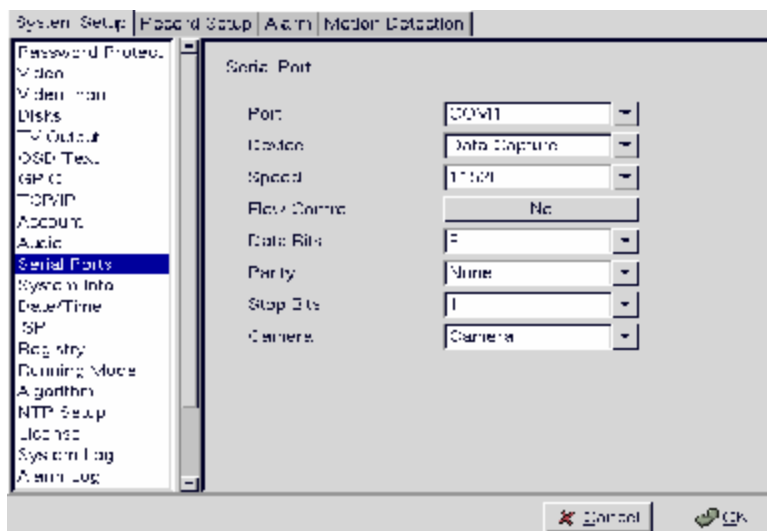 System Setup Record Setup Alarm Motion Detection
Password Protect
Video
Disks
TV Output
OSD Text
GPIO
TCP/IP
Account
Audio
Serial Ports
System Info
Date/Time
ISP
Registry
Running Mode
Algorithm
NTP Setup
License
System Log
Alarm Log
Serial Port
Port COM1
Device Data Capture
Speed
Flow Control No
Data Bits
Parity None
Stop Bits 1
Camera Camera
Cancel OK